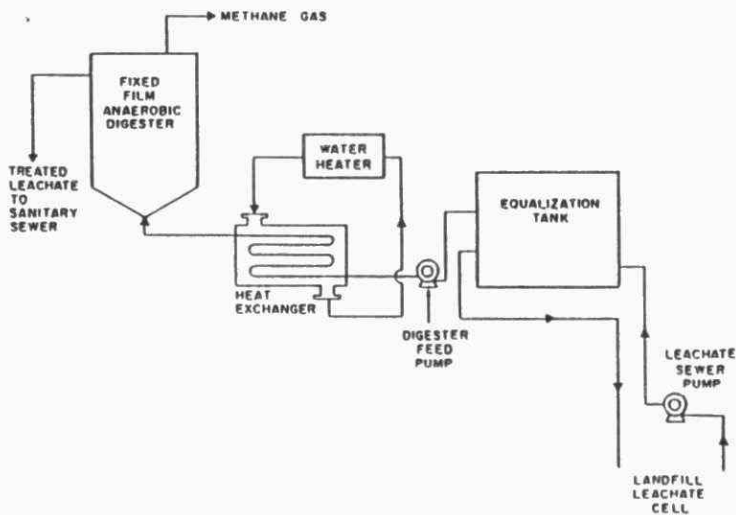 METHANE GAS
FIXED
FILM
ANAEROBIC
DIGESTER
TREATED
LEACHATE
TO
SANITARY
SEWER
WATER
HEATER
EQUALIZATION
TANK
HEAT
EXCHANGER
DIGESTER
FEED
PUMP
LEACHATE
SEWER
PUMP
LANDFILL
LEACHATE
CELL